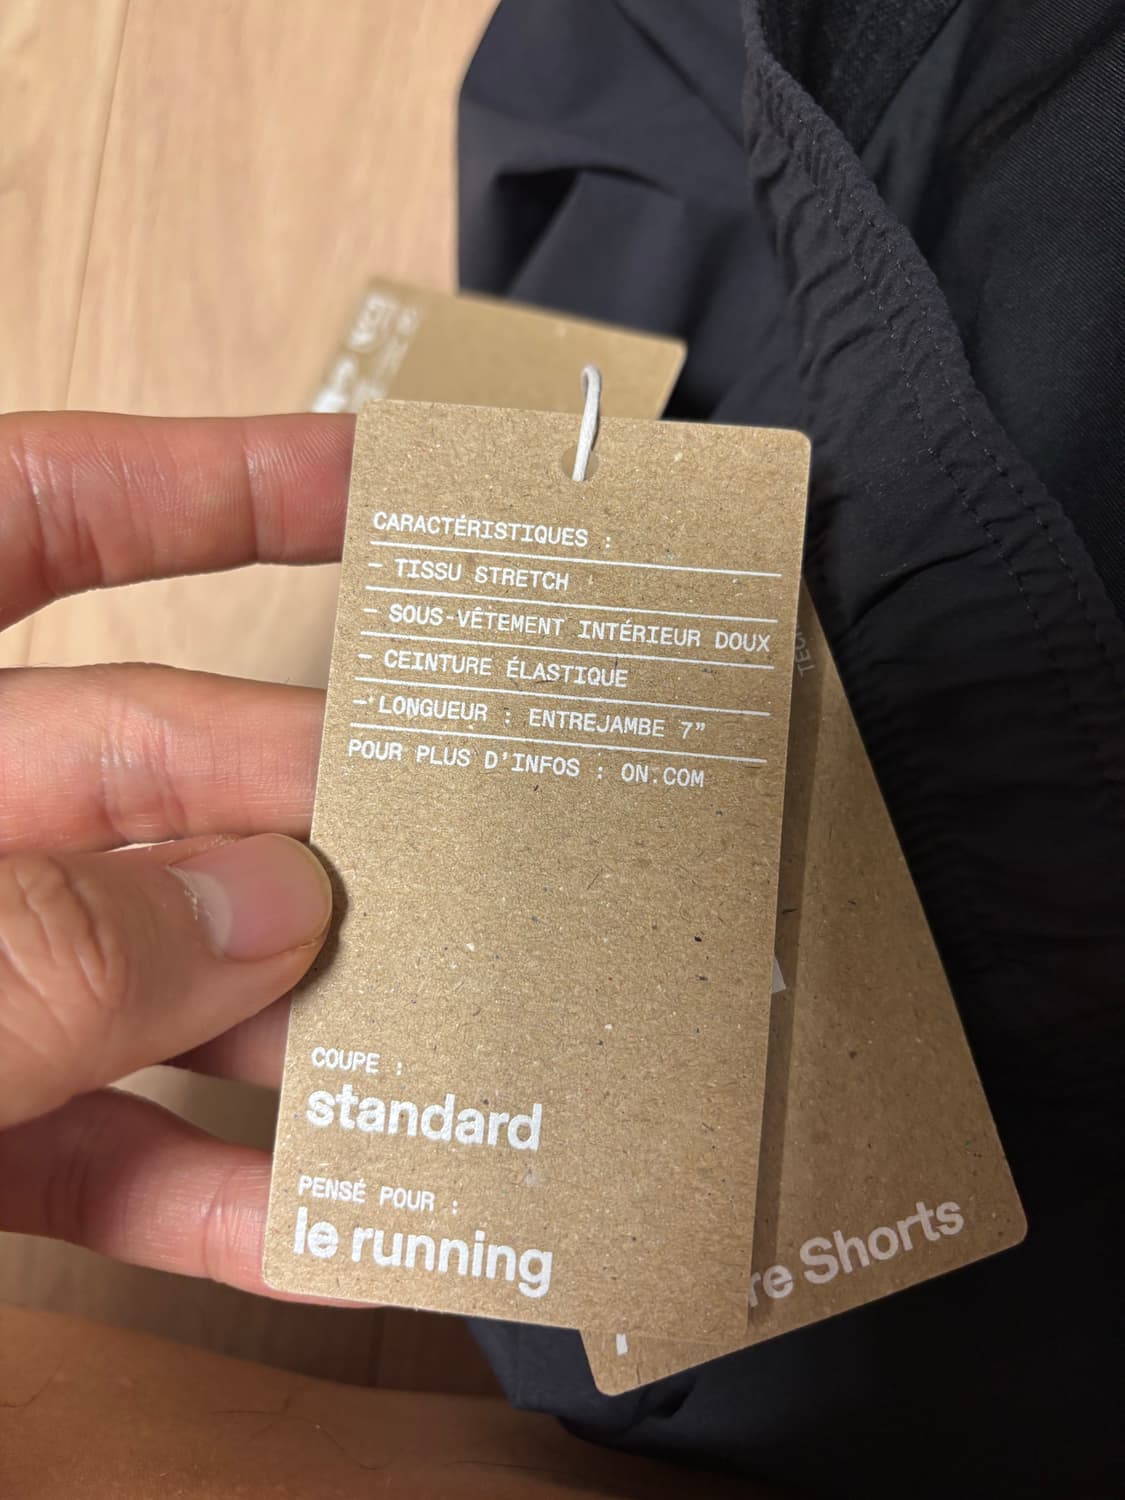 CARACTÉRISTIQUES :
- TISSU STRETCH
- SOUS-VÊTEMENT INTÉRIEUR DOUX
- CEINTURE ÉLASTIQUE
- LONGUEUR : ENTREJAMBE 7”
POUR PLUS D'INFOS : ON.COM
COUPE :
standard
PENSÉ POUR :
le running
re Shorts